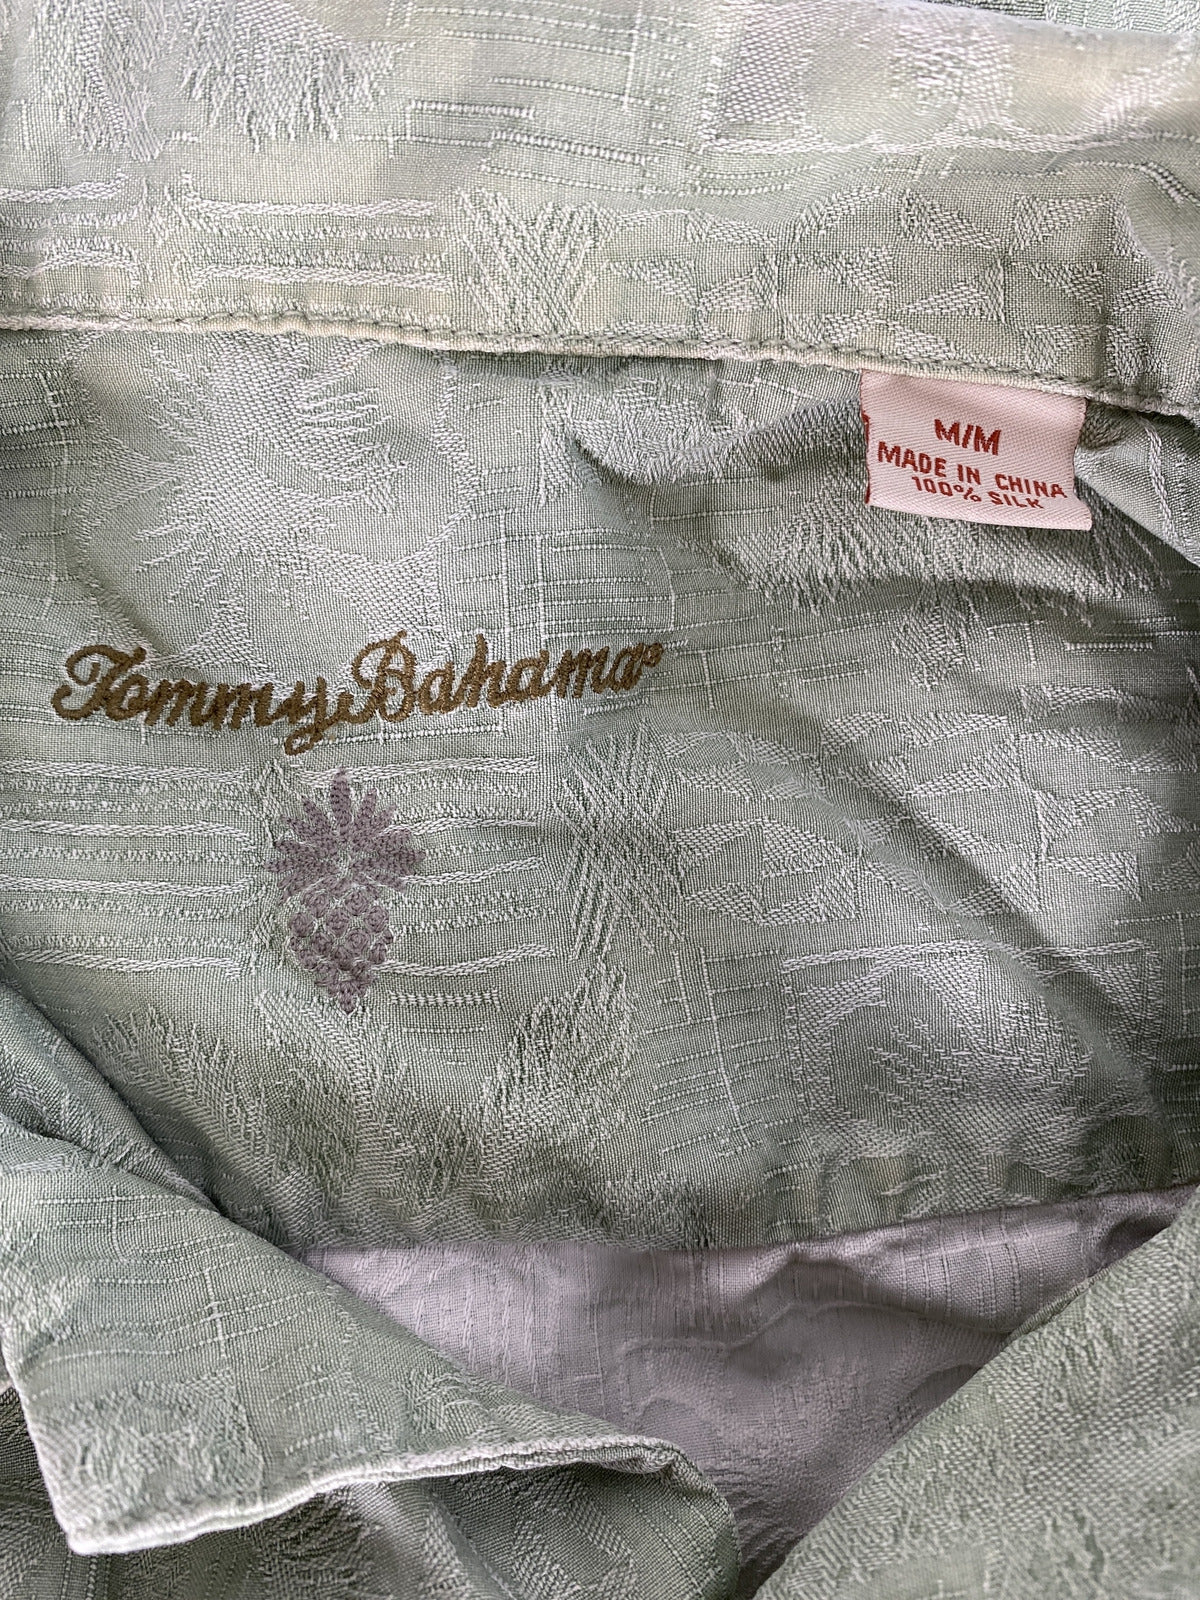 M/M
MADE IN CHINA
100% SILK
Tommy Bahama®